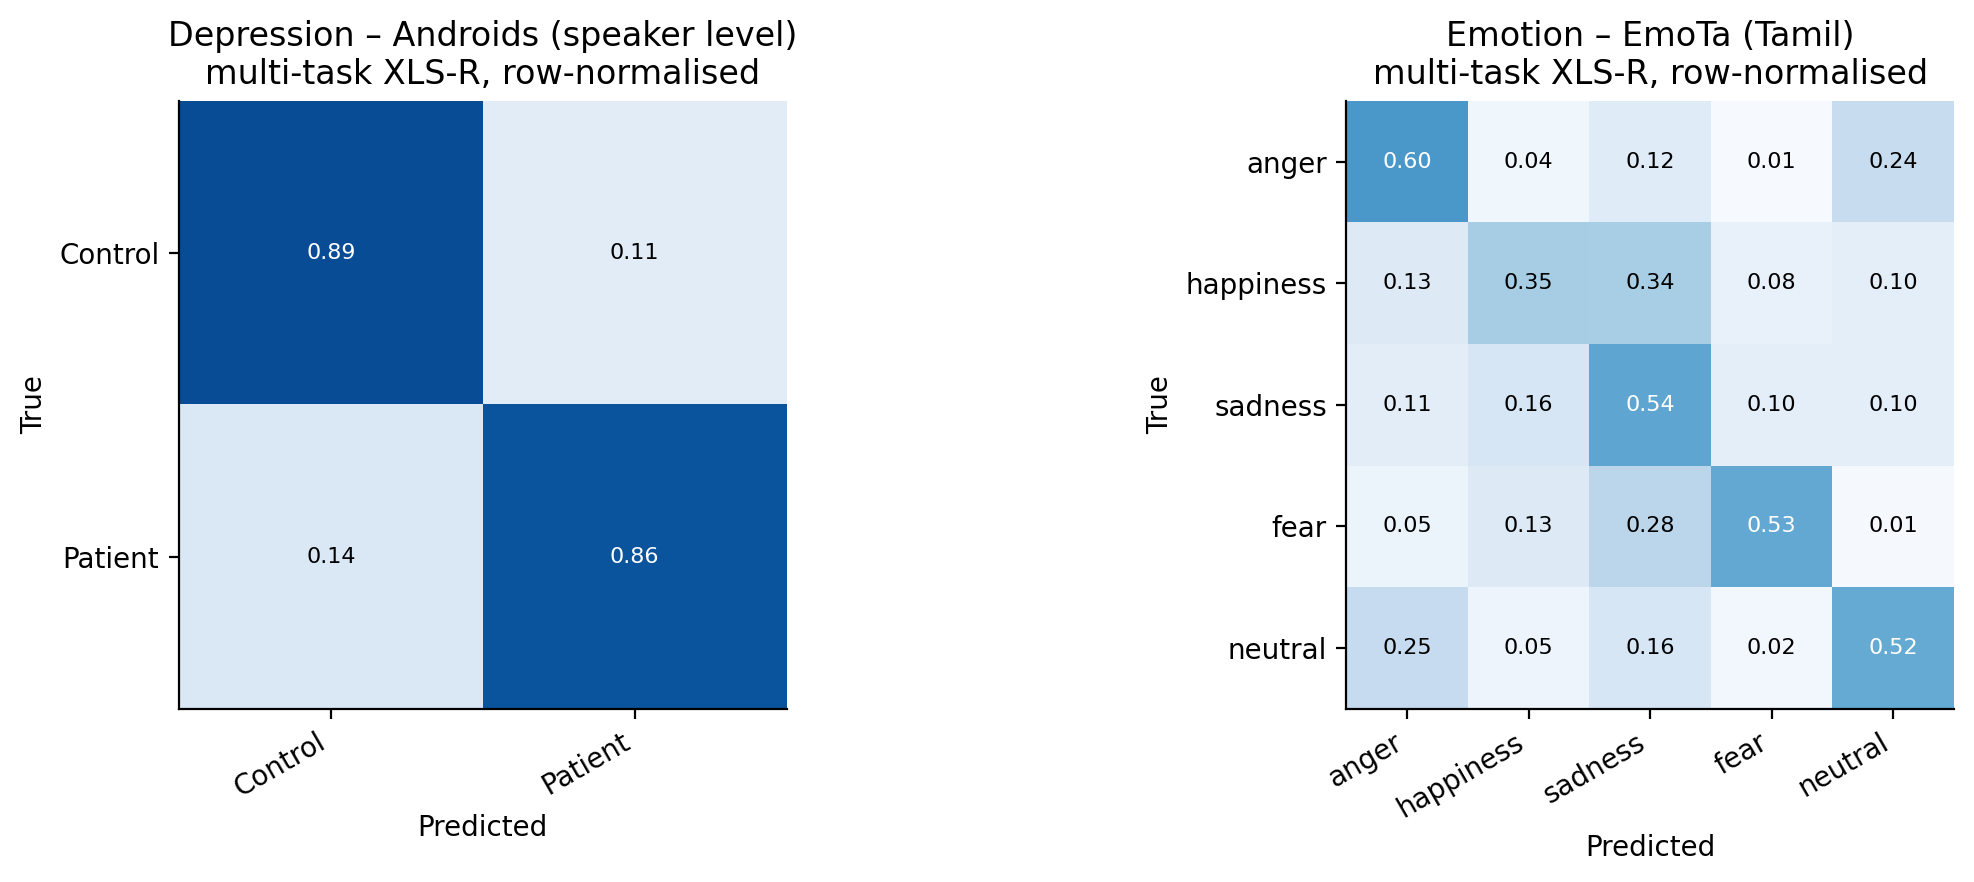 Depression – Androids (speaker level)
multi-task XLS-R, row-normalised
True
Control 0.89 0.11
Patient 0.14 0.86
Control Patient
Predicted
Emotion – EmoTa (Tamil)
multi-task XLS-R, row-normalised
True
anger 0.60 0.04 0.12 0.01 0.24
happiness 0.13 0.35 0.34 0.08 0.10
sadness 0.11 0.16 0.54 0.10 0.10
fear 0.05 0.13 0.28 0.53 0.01
neutral 0.25 0.05 0.16 0.02 0.52
anger happiness sadness fear neutral
Predicted